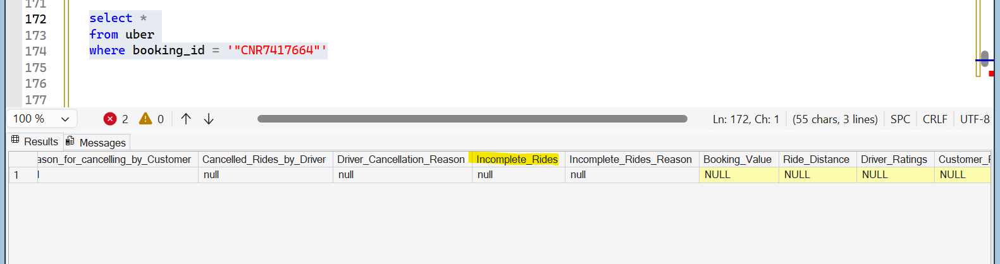 171
172 select *
173 from uber
174 where booking_id = '"CNR7417664"'
175
176
177
100 % 2 0 Ln: 172, Ch: 1 (55 chars, 3 lines) SPC CRLF UTF-8
Results Messages
ason_for_cancelling_by_Customer Cancelled_Rides_by_Driver Driver_Cancellation_Reason Incomplete_Rides Incomplete_Rides_Reason Booking_Value Ride_Distance Driver_Ratings Customer_
1 null null null null NULL NULL NULL NULL